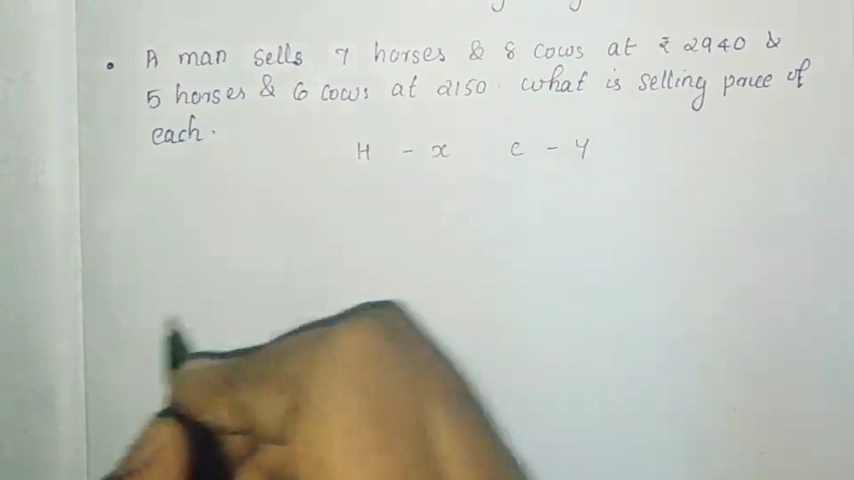 • A man sells 7 horses & 8 cows at ₹ 2940 &
5 horses & 6 cows at 2150. what is selling price of
each.
H - x   C - y